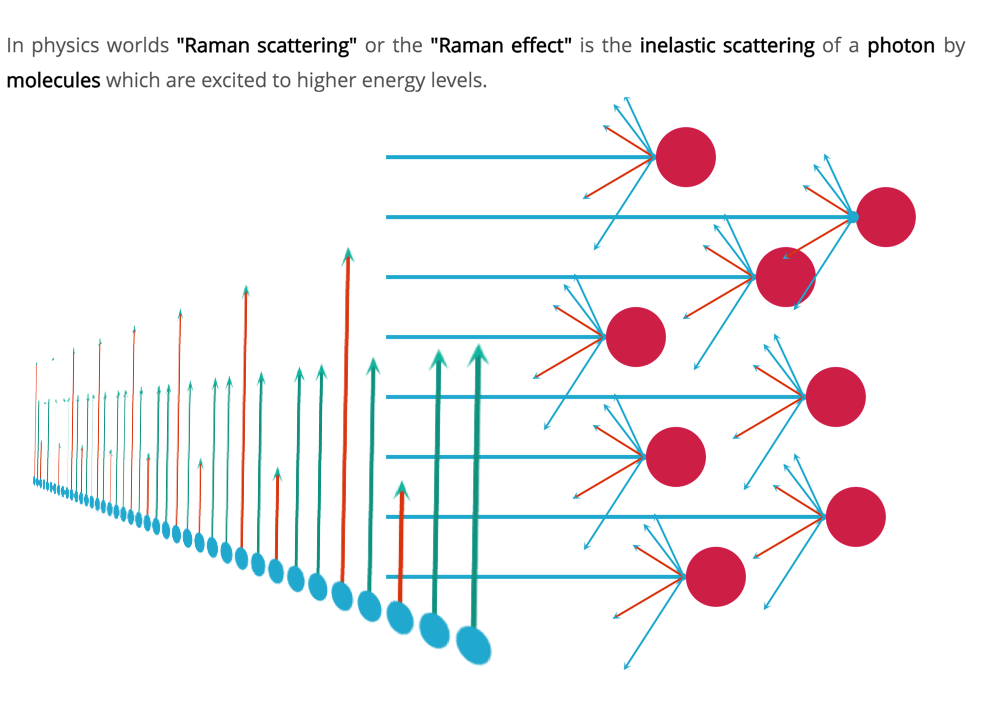 In physics worlds "Raman scattering" or the "Raman effect" is the inelastic scattering of a photon by
molecules which are excited to higher energy levels.